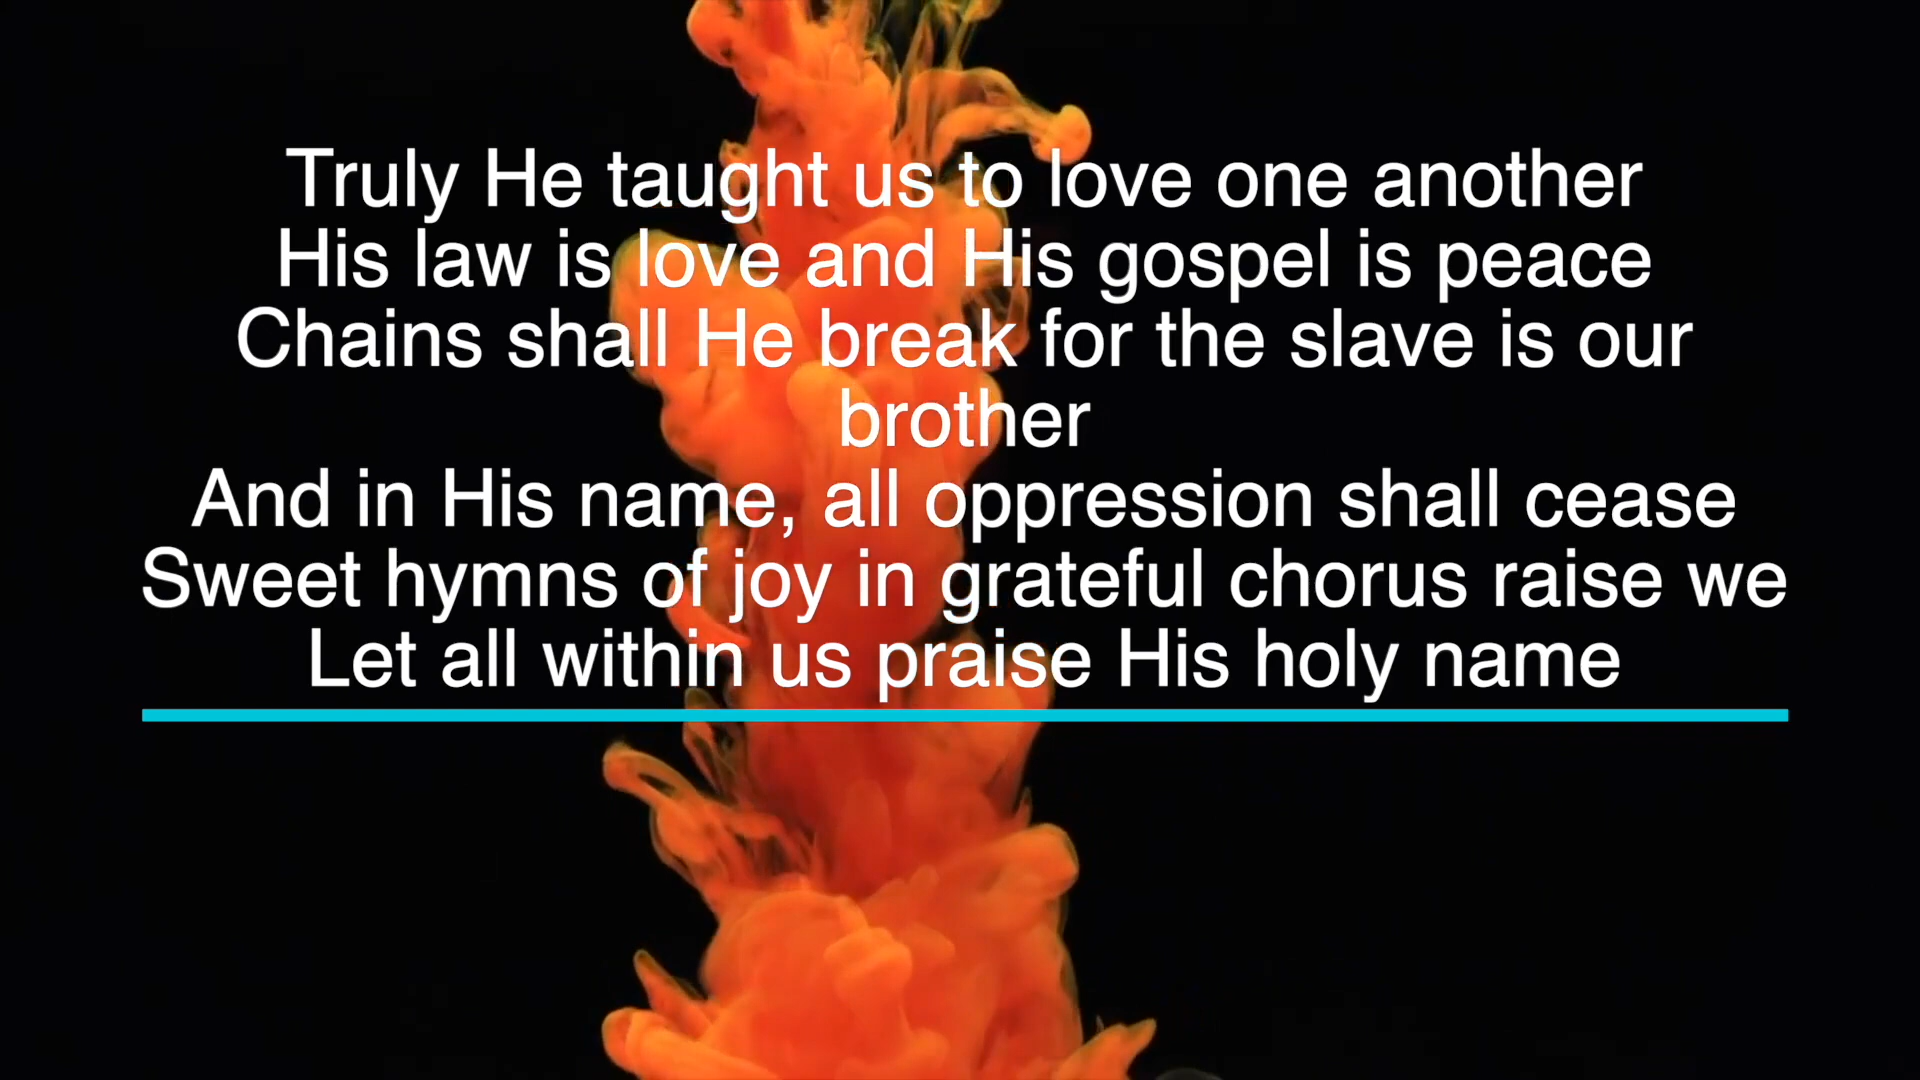 Truly He taught us to love one another
His law is love and His gospel is peace
Chains shall He break for the slave is our
brother
And in His name, all oppression shall cease
Sweet hymns of joy in grateful chorus raise we
Let all within us praise His holy name